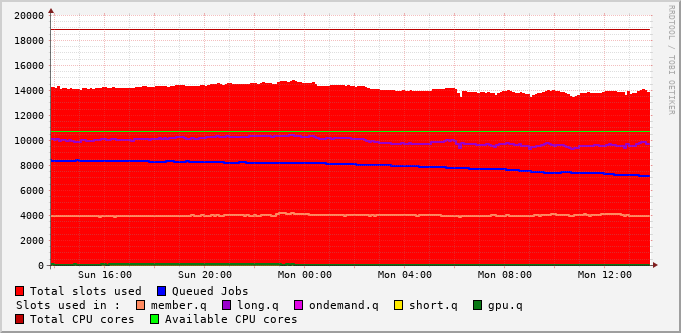 RRDTOOL / TOBI OETIKER
20000
18000
16000
14000
12000
10000
8000
6000
4000
2000
0
Sun 16:00 Sun 20:00 Mon 00:00 Mon 04:00 Mon 08:00 Mon 12:00
Total slots used Queued Jobs
Slots used in : member.q long.q ondemand.q short.q gpu.q
Total CPU cores Available CPU cores